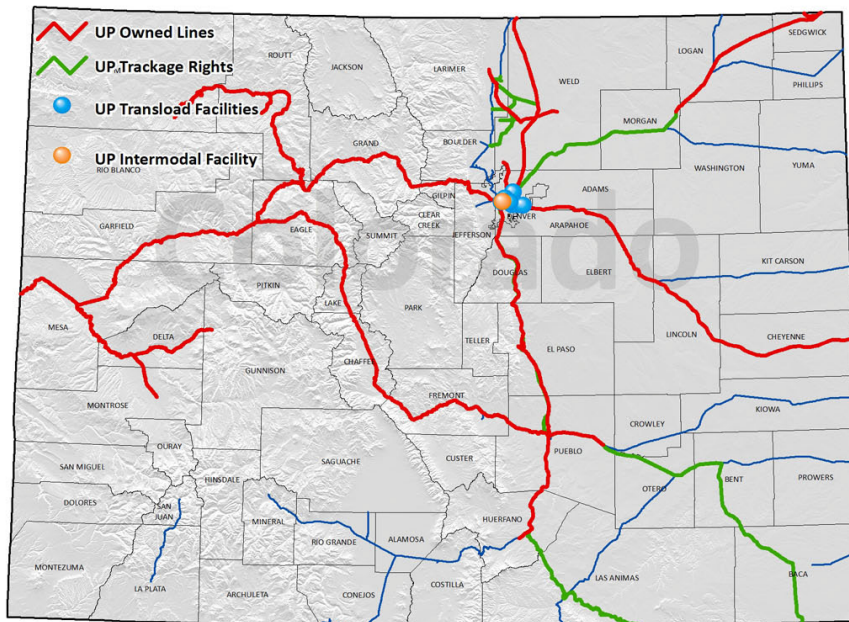 UP Owned Lines
UP Trackage Rights
UP Transload Facilities
UP Intermodal Facility
Colorado
ROUTT
JACKSON
LARIMER
WELD
LOGAN
SEDGWICK
PHILLIPS
MORGAN
BOULDER
GRAND
RIO BLANCO
WASHINGTON
YUMA
GILPIN
ADAMS
CLEAR
CREEK
DENVER
ARAPAHOE
GARFIELD
EAGLE
SUMMIT
JEFFERSON
DOUGLAS
ELBERT
KIT CARSON
PITKIN
LAKE
PARK
MESA
DELTA
TELLER
EL PASO
LINCOLN
CHEYENNE
GUNNISON
CHAFFEE
FREMONT
MONTROSE
KIOWA
CROWLEY
OURAY
SAGUACHE
CUSTER
PUEBLO
SAN MIGUEL
HINSDALE
OTERO
BENT
PROWERS
DOLORES
SAN
JUAN
MINERAL
RIO GRANDE
ALAMOSA
HUERFANO
MONTEZUMA
LA PLATA
ARCHULETA
CONEJOS
COSTILLA
LAS ANIMAS
BACA